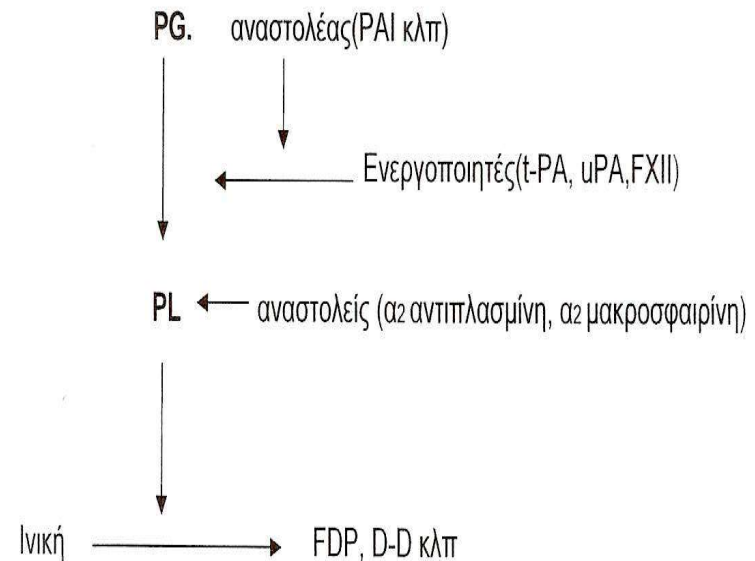 PG. αναστολέας(PAI κλπ)
Ενεργοποιητές(t-PA, uPA,FXII)
PL αναστολείς (α2 αντιπλασμίνη, α2 μακροσφαιρίνη)
Ινική FDP, D-D κλπ